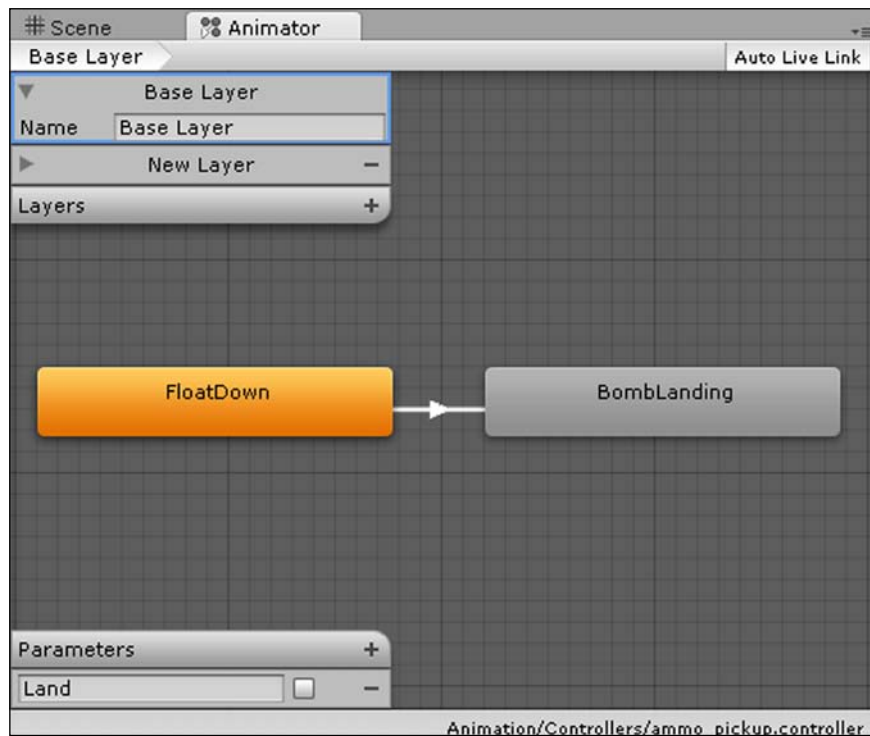 Scene
Animator
Base Layer
Auto Live Link
Base Layer
Name Base Layer
New Layer
Layers
FloatDown
BombLanding
Parameters
Land
Animation/Controllers/ammo_pickup.controller